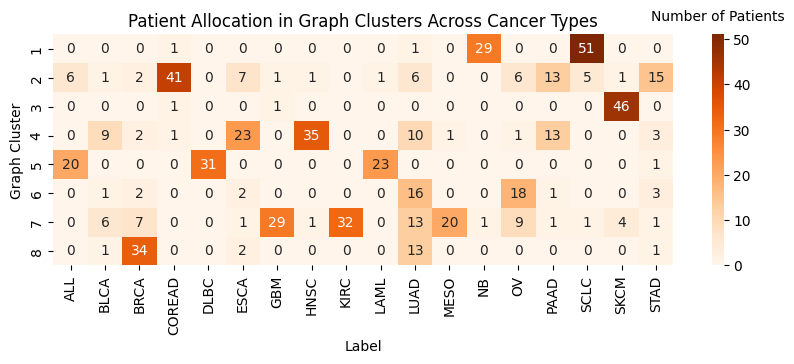 Patient Allocation in Graph Clusters Across Cancer Types
Number of Patients
Graph Cluster
1 0 0 0 1 0 0 0 0 0 0 1 0 29 0 0 51 0 0
2 6 1 2 41 0 7 1 1 0 1 6 0 0 6 13 5 1 15
3 0 0 0 1 0 0 1 0 0 0 0 0 0 0 0 0 46 0
4 0 9 2 1 0 23 0 35 0 0 10 1 0 1 13 0 0 3
5 20 0 0 0 31 0 0 0 0 23 0 0 0 0 0 0 0 1
6 0 1 2 0 0 2 0 0 0 0 16 0 0 18 1 0 0 3
7 0 6 7 0 0 1 29 1 32 0 13 20 1 9 1 1 4 1
8 0 1 34 0 0 2 0 0 0 0 13 0 0 0 0 0 0 1
ALL BLCA BRCA COREAD DLBC ESCA GBM HNSC KIRC LAML LUAD MESO NB OV PAAD SCLC SKCM STAD
Label
50
40
30
20
10
0